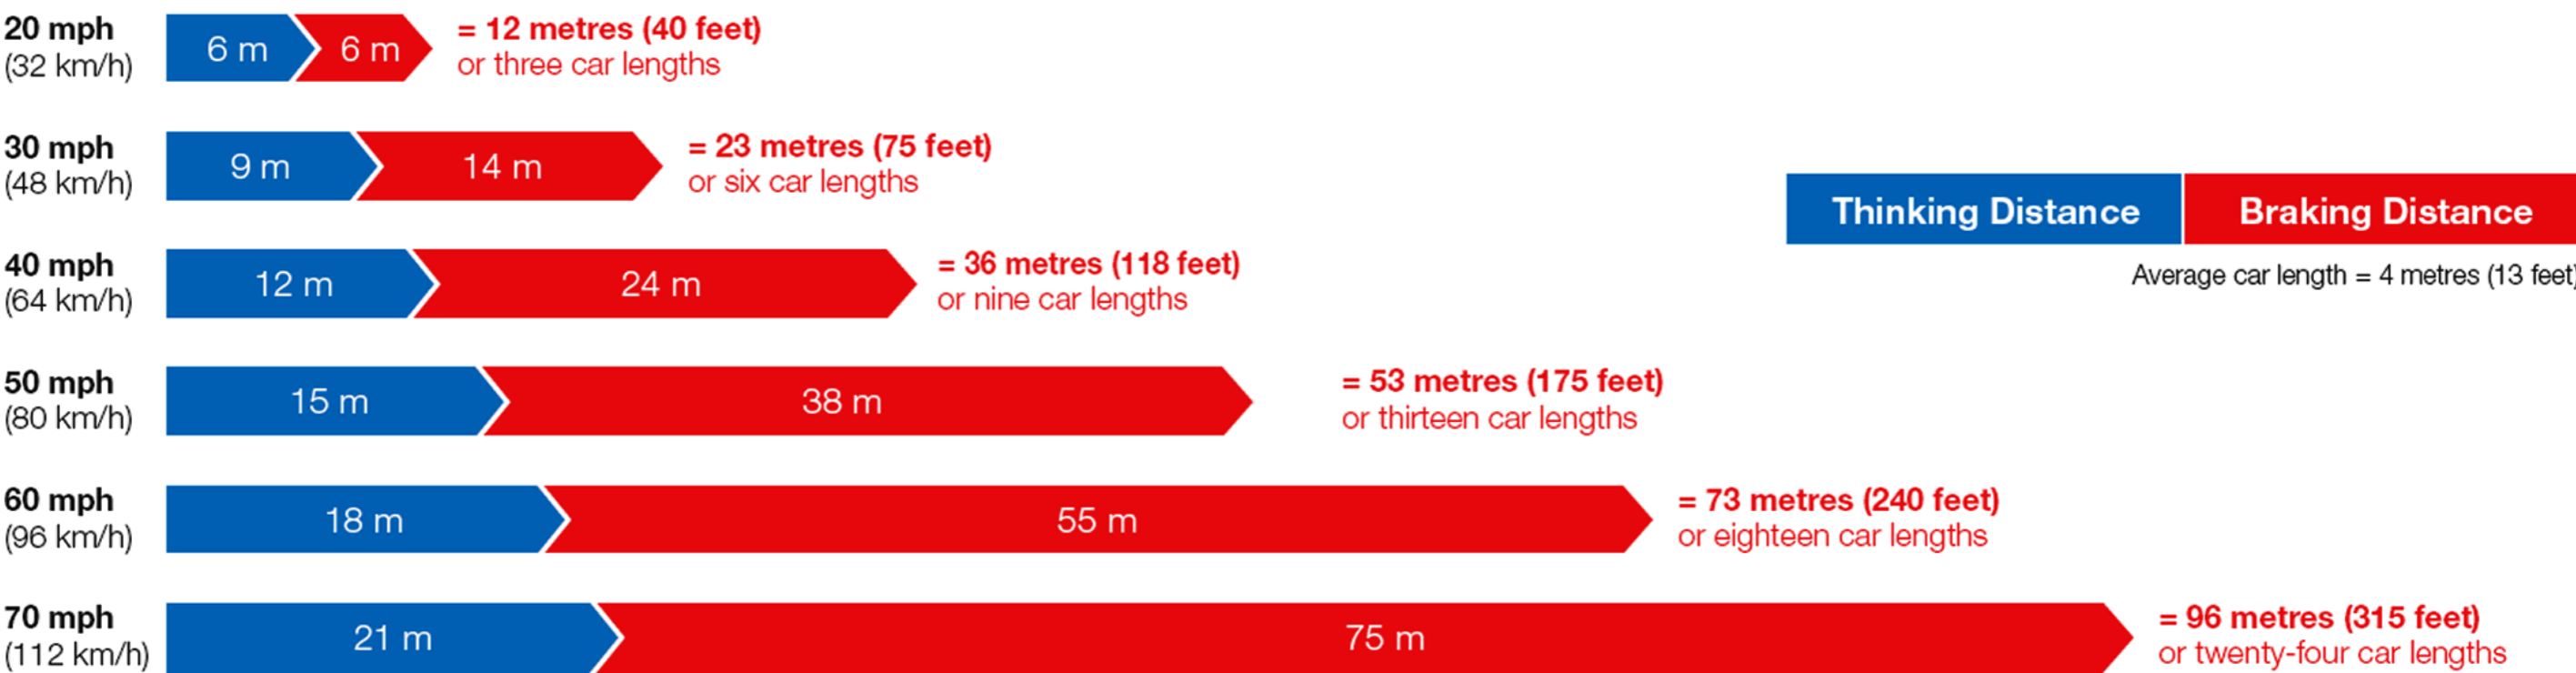 20 mph
(32 km/h)
6 m
6 m
= 12 metres (40 feet)
or three car lengths
30 mph
(48 km/h)
9 m
14 m
= 23 metres (75 feet)
or six car lengths
Thinking Distance
Braking Distance
Average car length = 4 metres (13 feet)
40 mph
(64 km/h)
12 m
24 m
= 36 metres (118 feet)
or nine car lengths
50 mph
(80 km/h)
15 m
38 m
= 53 metres (175 feet)
or thirteen car lengths
60 mph
(96 km/h)
18 m
55 m
= 73 metres (240 feet)
or eighteen car lengths
70 mph
(112 km/h)
21 m
75 m
= 96 metres (315 feet)
or twenty-four car lengths